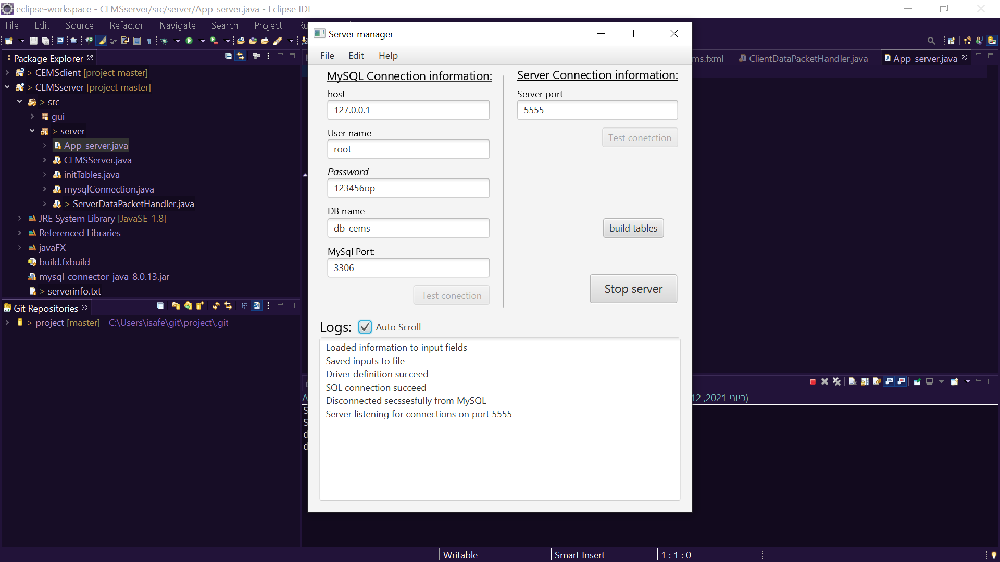 eclipse-workspace - CEMSserver/src/server/App_server.java - Eclipse IDE
File Edit Source Refactor Navigate Search Project
Package Explorer
> CEMSclient [project master]
> CEMSserver [project master]
> src
gui
> server
App_server.java
CEMSServer.java
initTables.java
mysqlConnection.java
> ServerDataPacketHandler.java
JRE System Library [JavaSE-1.8]
Referenced Libraries
javaFX
build.fxbuild
mysql-connector-java-8.0.13.jar
> serverinfo.txt
Git Repositories
> project [master] - C:\Users\isafe\git\project\.git
Server manager
File Edit Help
MySQL Connection information:
host
127.0.0.1
User name
root
Password
123456op
DB name
db_cems
MySql Port:
3306
Test conection
Server Connection information:
Server port
5555
Test conetction
build tables
Stop server
Logs: Auto Scroll
Loaded information to input fields
Saved inputs to file
Driver definition succeed
SQL connection succeed
Disconnected secssesfully from MySQL
Server listening for connections on port 5555
ms.fxml ClientDataPacketHandler.java App_server.java
12, 2021 ביוני)
Writable Smart Insert 1 : 1 : 0